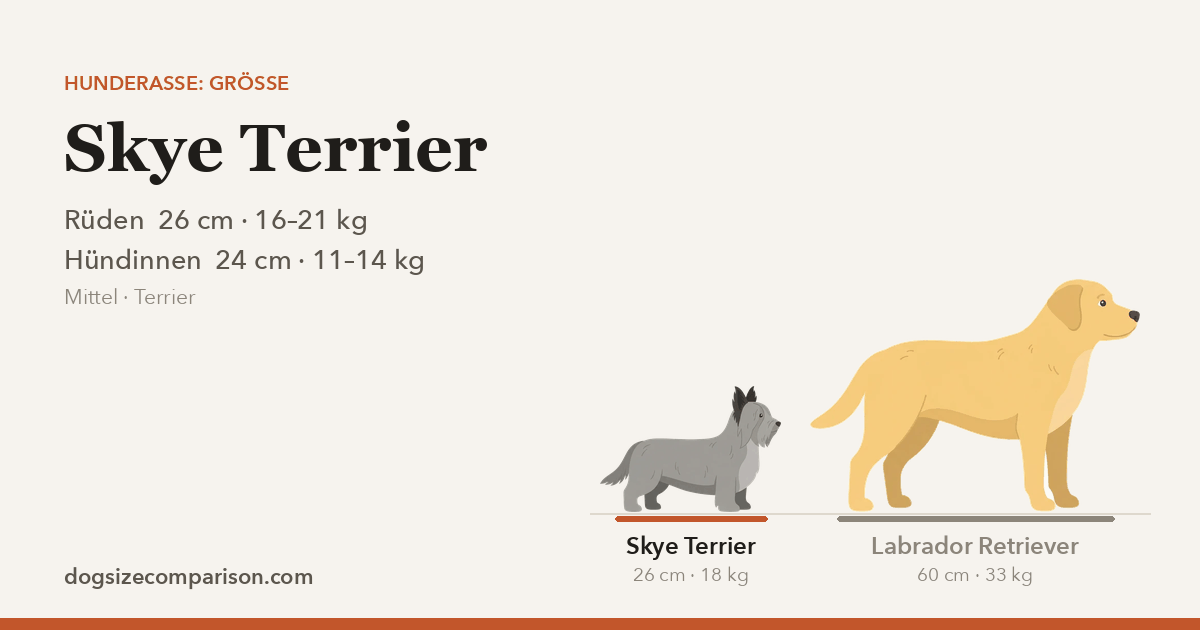 HUNDERASSE: GRÖSSE
Skye Terrier
Rüden 26 cm · 16–21 kg
Hündinnen 24 cm · 11–14 kg
Mittel · Terrier
Skye Terrier
26 cm · 18 kg
Labrador Retriever
60 cm · 33 kg
dogsizecomparison.com